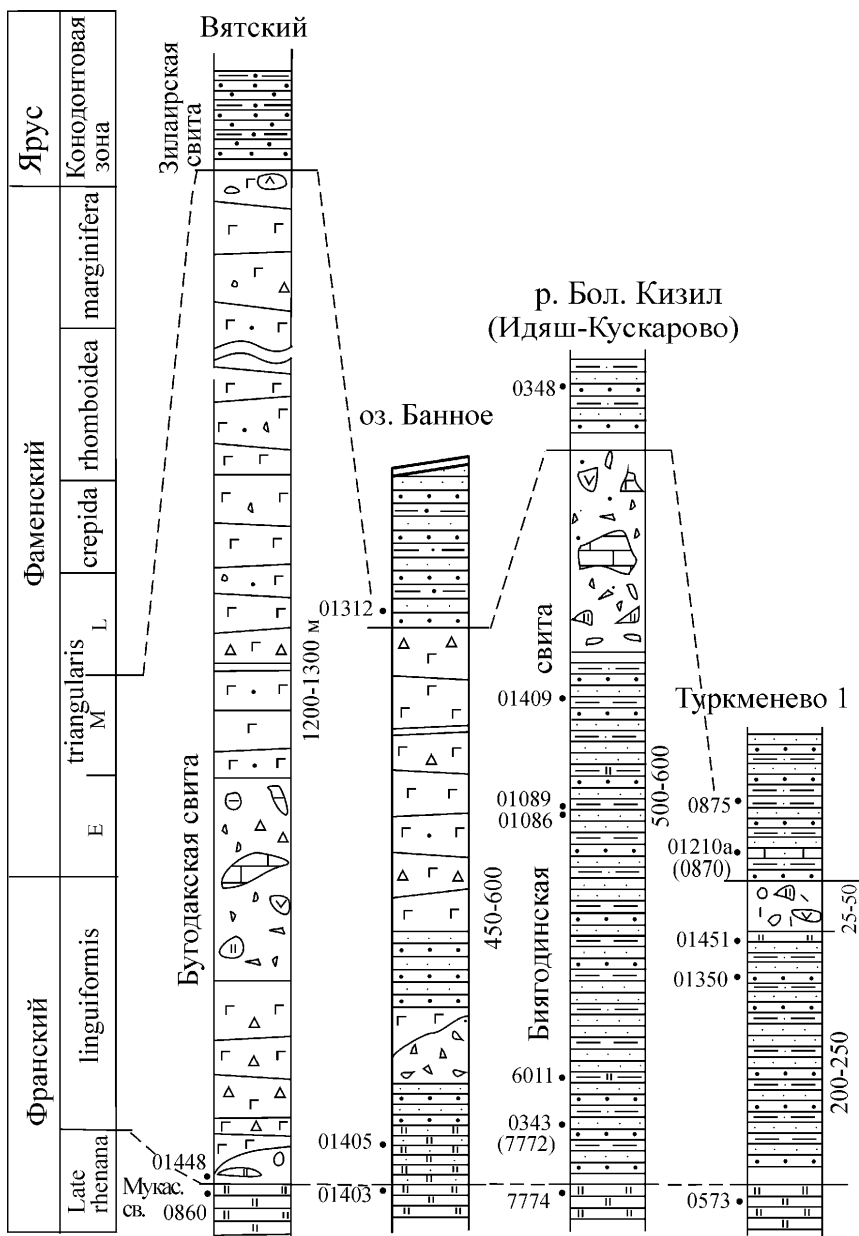 Ярус
Конодонтовая
зона
Фаменский
Франский
marginifera
rhomboidea
crepida
triangularis
L
M
E
linguiformis
Late
rhenana
Вятский
Зилаирская
свита
Бугодакская свита
1200-1300 м
01448
Мукас.
св.
0860
оз. Банное
01312
450-600
01405
01403
р. Бол. Кизил
(Идяш-Кускарово)
0348
Биягодинская свита
01409
500-600
01089
01086
6011
0343
(7772)
7774
Туркменево 1
0875
01210а
(0870)
25-50
01451
01350
200-250
0573